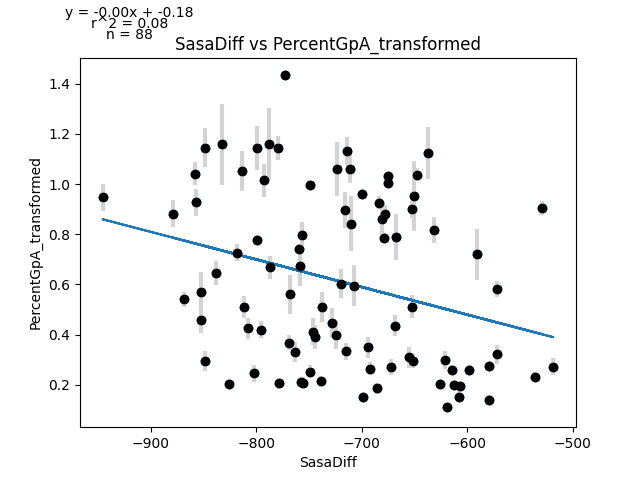 y = -0.00x + -0.18
r^2 = 0.08
n = 88
SasaDiff vs PercentGpA_transformed
PercentGpA_transformed
1.4
1.2
1.0
0.8
0.6
0.4
0.2
−900
−800
−700
−600
−500
SasaDiff